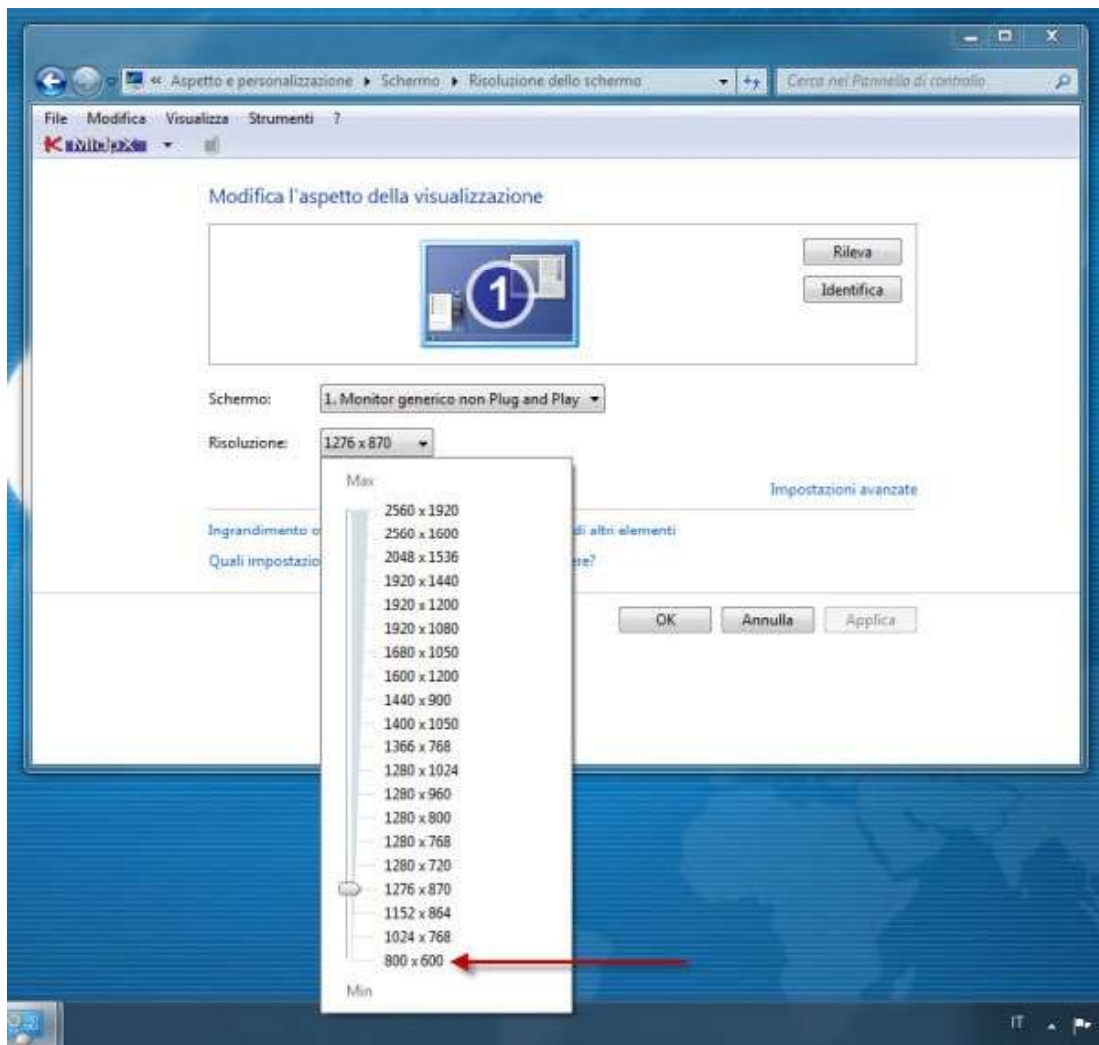 « Aspetto e personalizzazione ▸ Schermo ▸ Risoluzione dello schermo
Cerca nel Pannello di controllo
File Modifica Visualizza Strumenti ?
Modifica l'aspetto della visualizzazione
1
Rileva
Identifica
Schermo: 1. Monitor generico non Plug and Play
Risoluzione: 1276 x 870
Max
Impostazioni avanzate
2560 x 1920
Ingrandimento di altri elementi
2560 x 1600
2048 x 1536
Quali impostazio ere?
1920 x 1440
1920 x 1200
1920 x 1080
OK Annulla Applica
1680 x 1050
1600 x 1200
1440 x 900
1400 x 1050
1366 x 768
1280 x 1024
1280 x 960
1280 x 800
1280 x 768
1280 x 720
1276 x 870
1152 x 864
1024 x 768
800 x 600
Min
IT